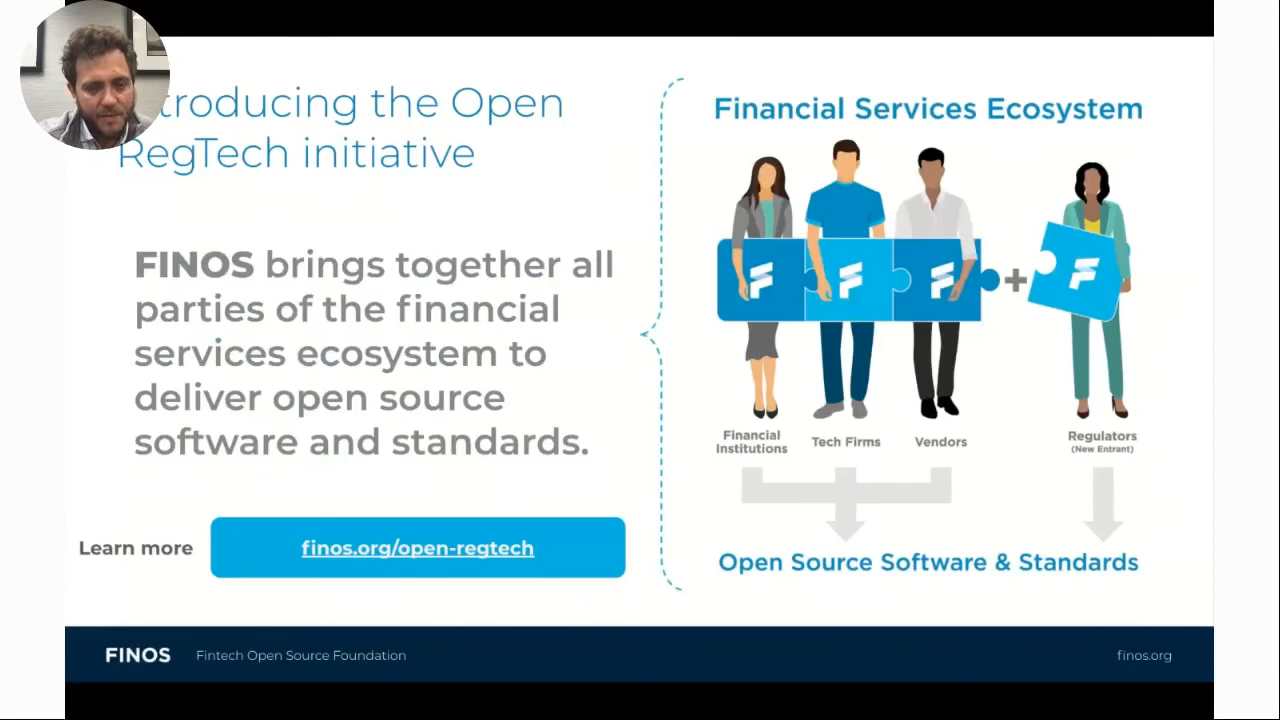 troducing the Open
RegTech initiative
FINOS brings together all
parties of the financial
services ecosystem to
deliver open source
software and standards.
Learn more
finos.org/open-regtech
Financial Services Ecosystem
+
Financial
Institutions
Tech Firms
Vendors
Regulators
(New Entrant)
Open Source Software & Standards
FINOS
Fintech Open Source Foundation
finos.org